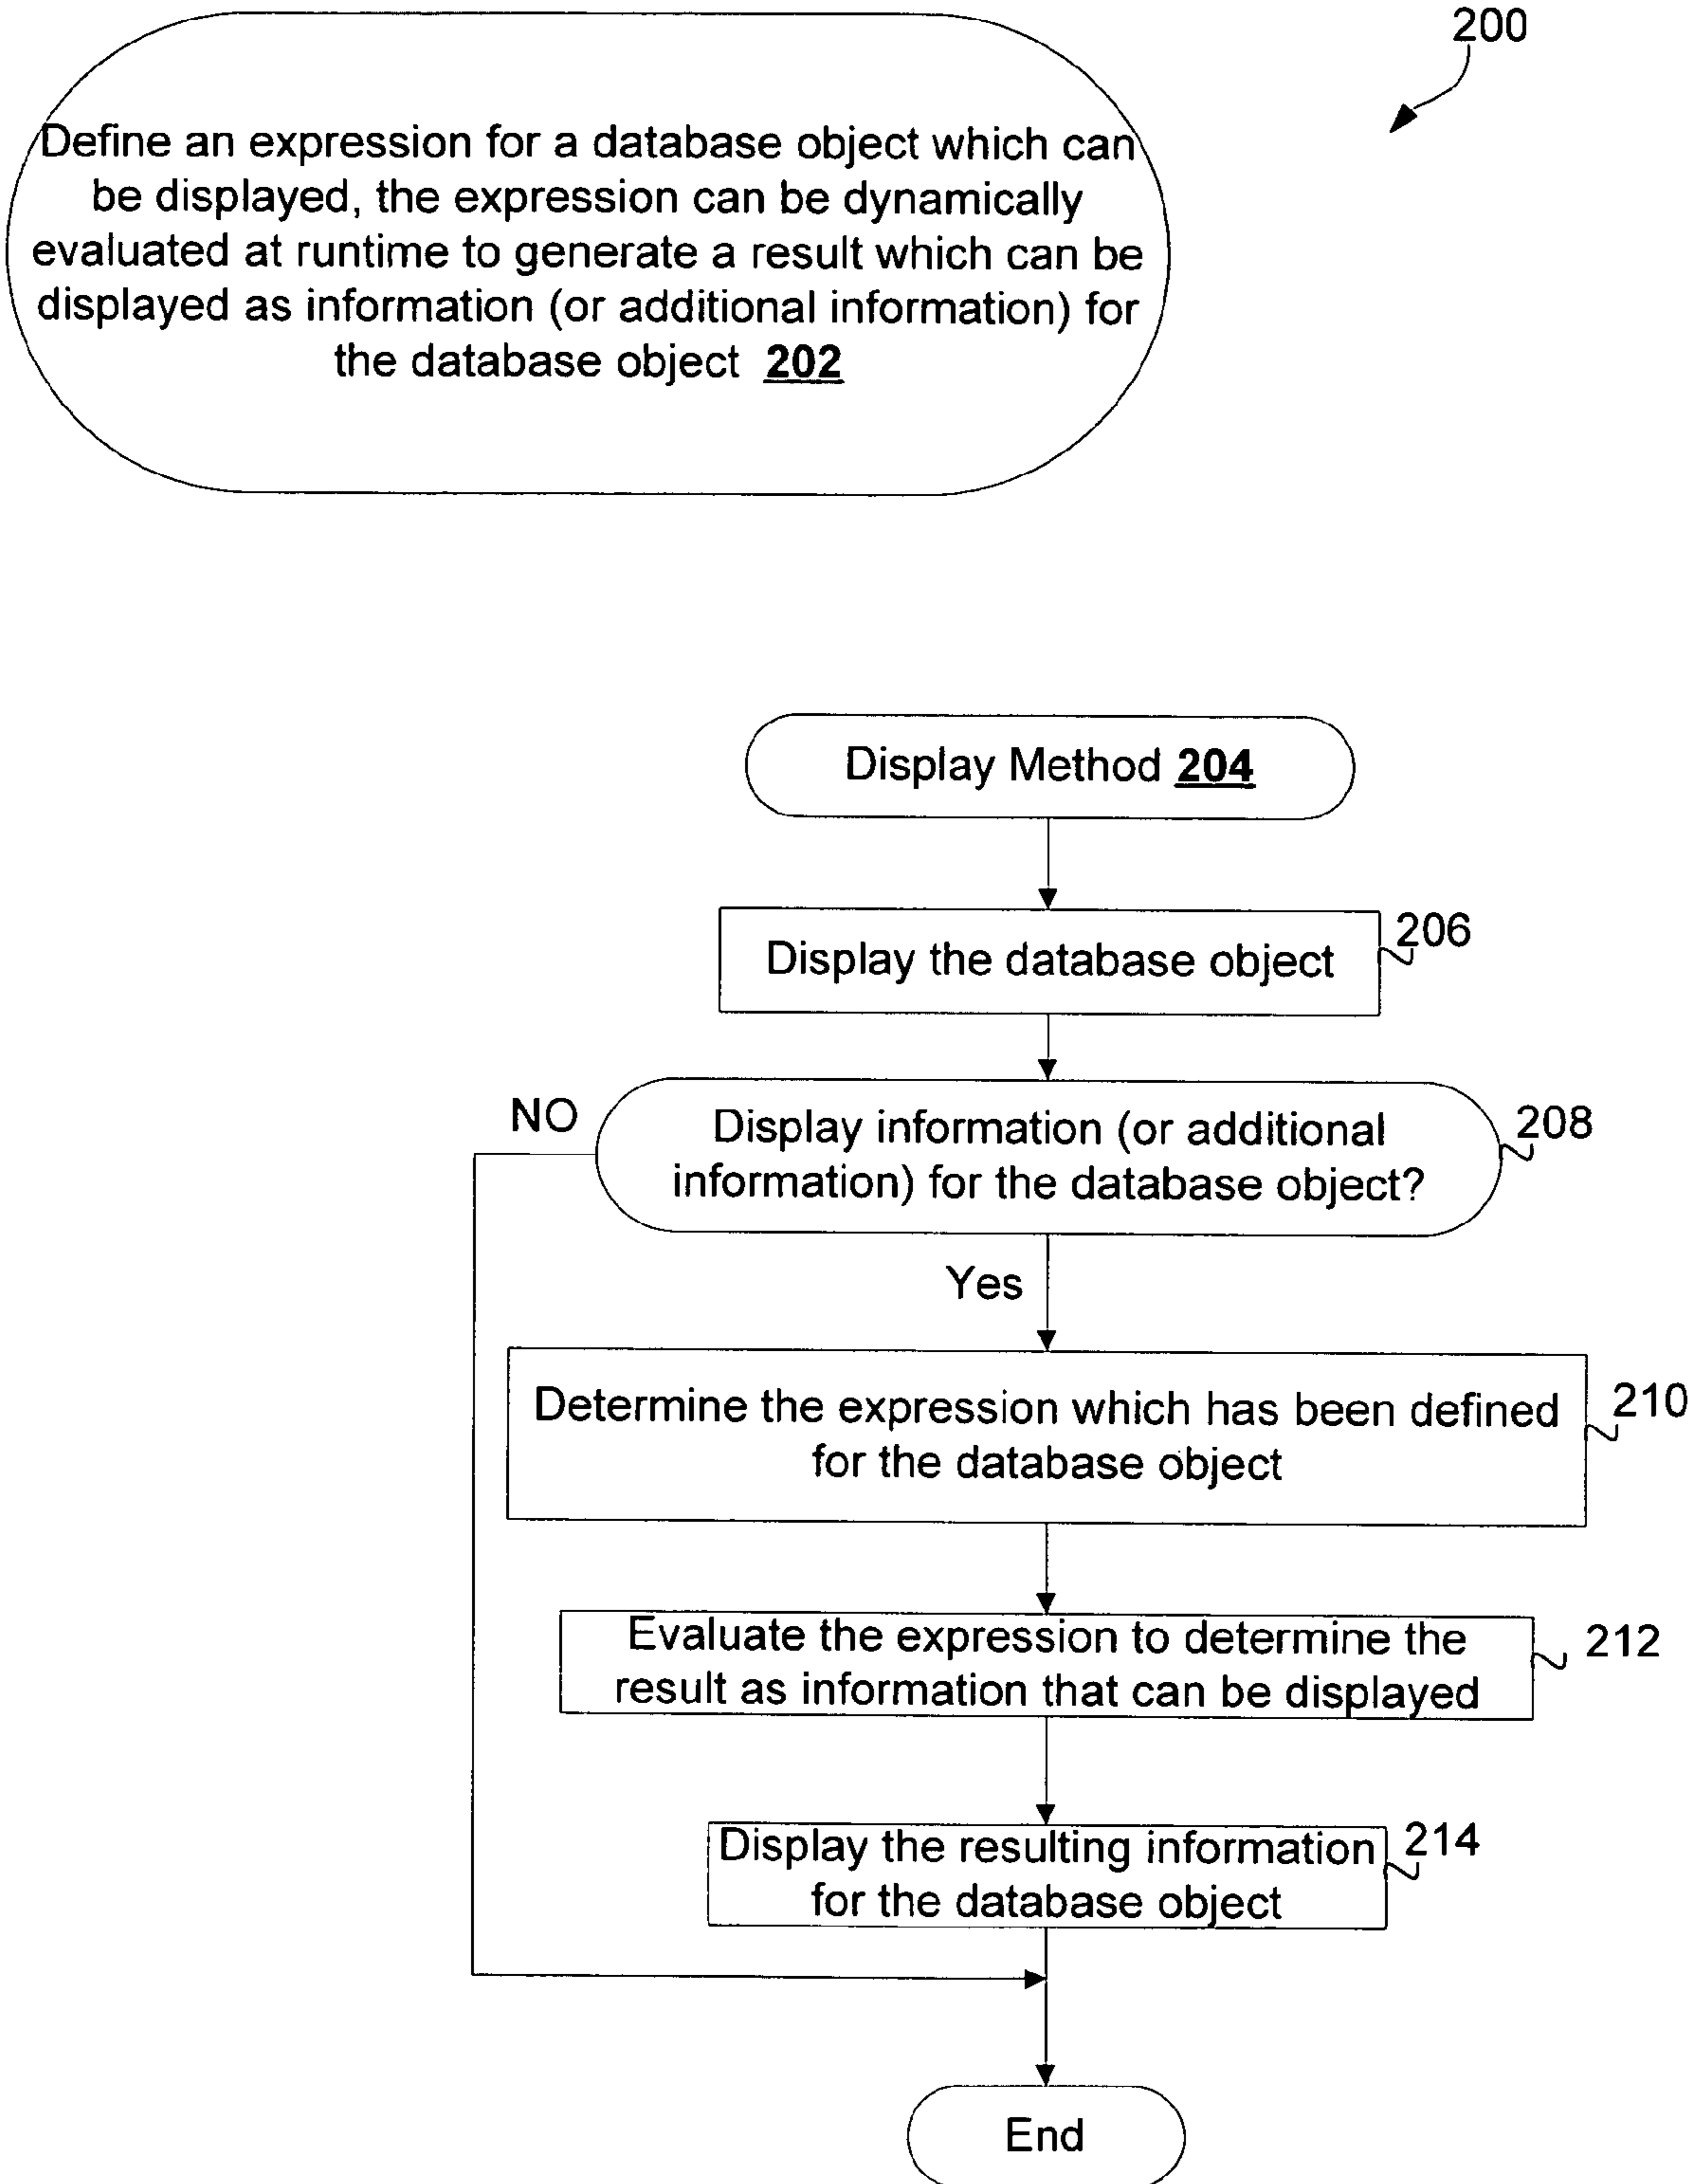 200
Define an expression for a database object which can
be displayed, the expression can be dynamically
evaluated at runtime to generate a result which can be
displayed as information (or additional information) for
the database object 202
Display Method 204
Display the database object
206
NO
Display information (or additional
information) for the database object?
208
Yes
Determine the expression which has been defined
for the database object
210
Evaluate the expression to determine the
result as information that can be displayed
212
Display the resulting information
for the database object
214
End